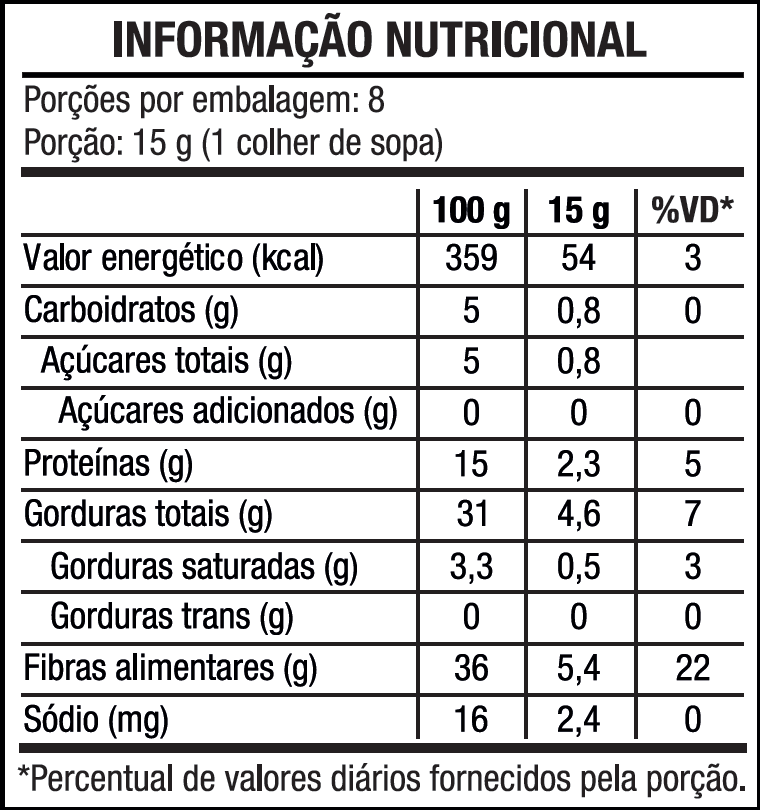 INFORMAÇÃO NUTRICIONAL
Porções por embalagem: 8
Porção: 15 g (1 colher de sopa)
100 g 15 g %VD*
Valor energético (kcal) 359 54 3
Carboidratos (g) 5 0,8 0
Açúcares totais (g) 5 0,8
Açúcares adicionados (g) 0 0 0
Proteínas (g) 15 2,3 5
Gorduras totais (g) 31 4,6 7
Gorduras saturadas (g) 3,3 0,5 3
Gorduras trans (g) 0 0 0
Fibras alimentares (g) 36 5,4 22
Sódio (mg) 16 2,4 0
*Percentual de valores diários fornecidos pela porção.